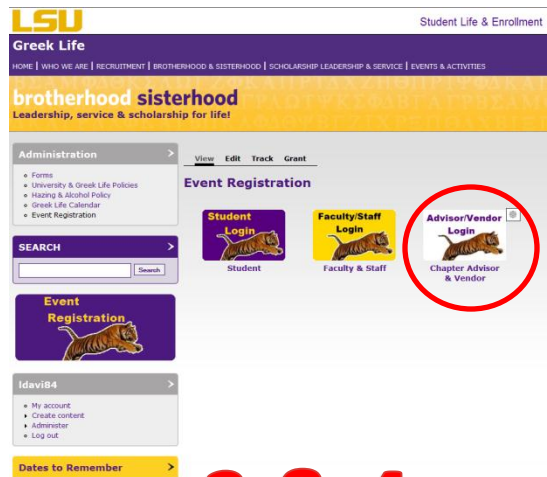 LSU
Student Life & Enrollment
Greek Life
HOME | WHO WE ARE | RECRUITMENT | BROTHERHOOD & SISTERHOOD | SCHOLARSHIP LEADERSHIP & SERVICE | EVENTS & ACTIVITIES
brotherhood sisterhood
Leadership, service & scholarship for life!
Administration
Forms
University & Greek Life Policies
Hazing & Alcohol Policy
Greek Life Calendar
Event Registration
SEARCH
Search
Event
Registration
ldavi84
My account
Create content
Administer
Log out
Dates to Remember
View Edit Track Grant
Event Registration
Student
Login
Student
Faculty/Staff
Login
Faculty & Staff
Advisor/Vendor
Login
Chapter Advisor
& Vendor